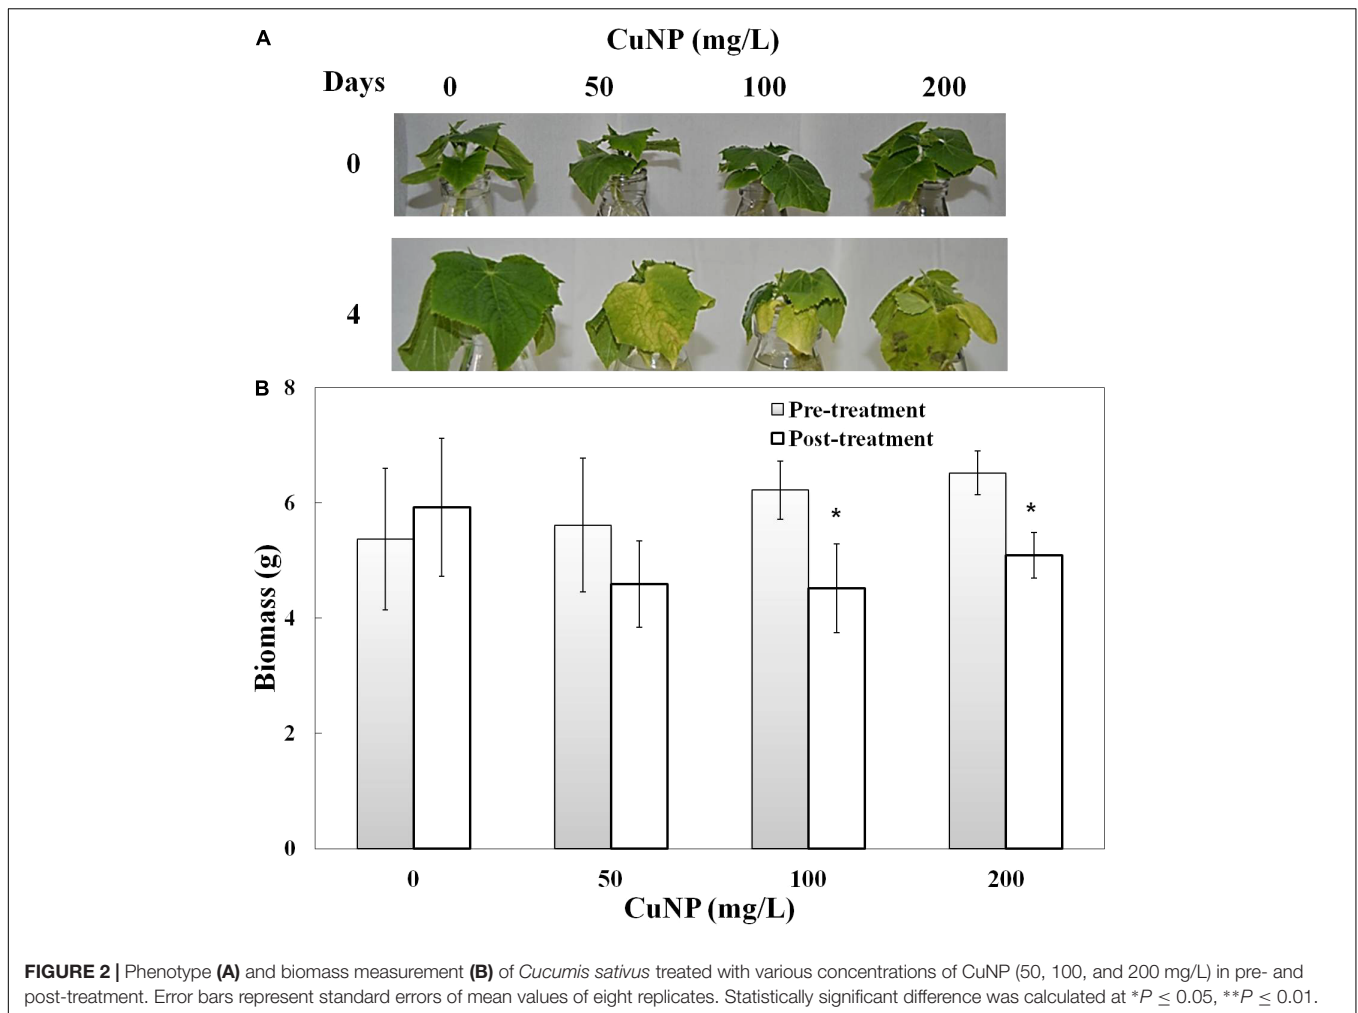 A
CuNP (mg/L)
Days 0 50 100 200
0
4
B
8
Pre-treatment
Post-treatment
6
*
*
4
2
0
Biomass (g)
0 50 100 200
CuNP (mg/L)
FIGURE 2 | Phenotype (A) and biomass measurement (B) of Cucumis sativus treated with various concentrations of CuNP (50, 100, and 200 mg/L) in pre- and
post-treatment. Error bars represent standard errors of mean values of eight replicates. Statistically significant difference was calculated at *P ≤ 0.05, **P ≤ 0.01.